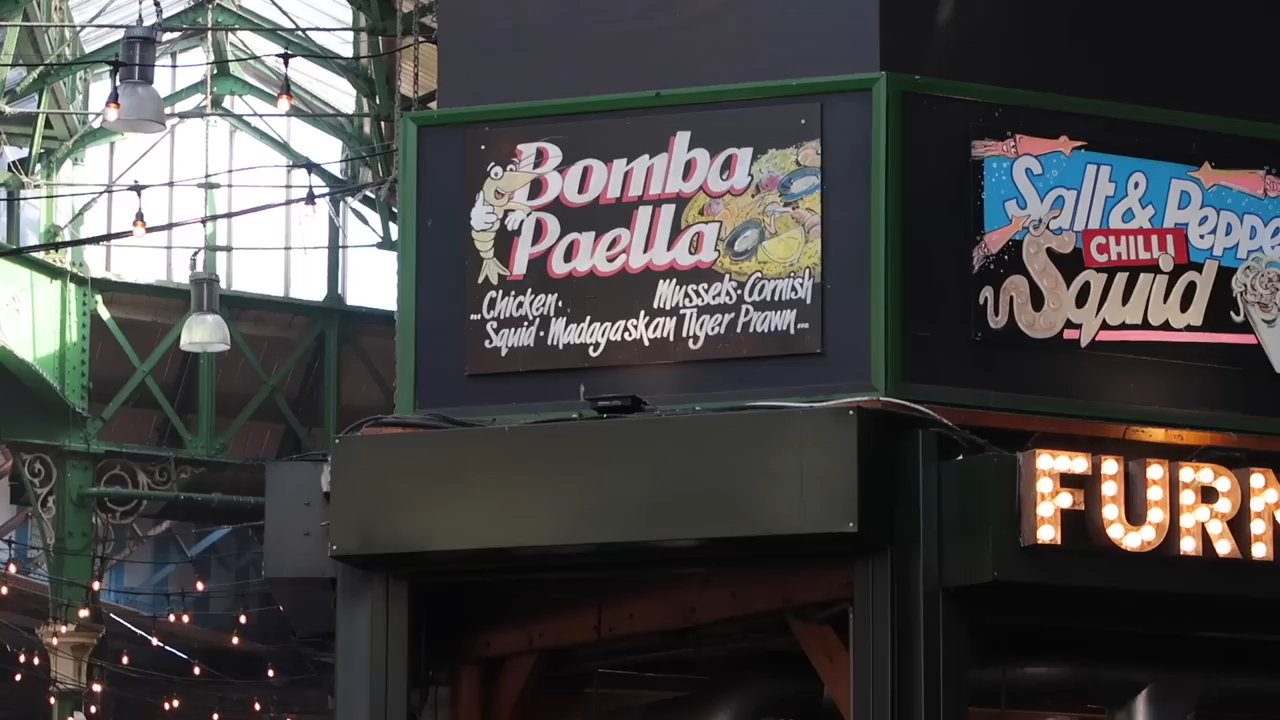 Bomba
Paella
...Chicken· Mussels·Cornish
Squid·Madagaskan Tiger Prawn...
Salt & Peppe
CHILLI
Squid
FURN